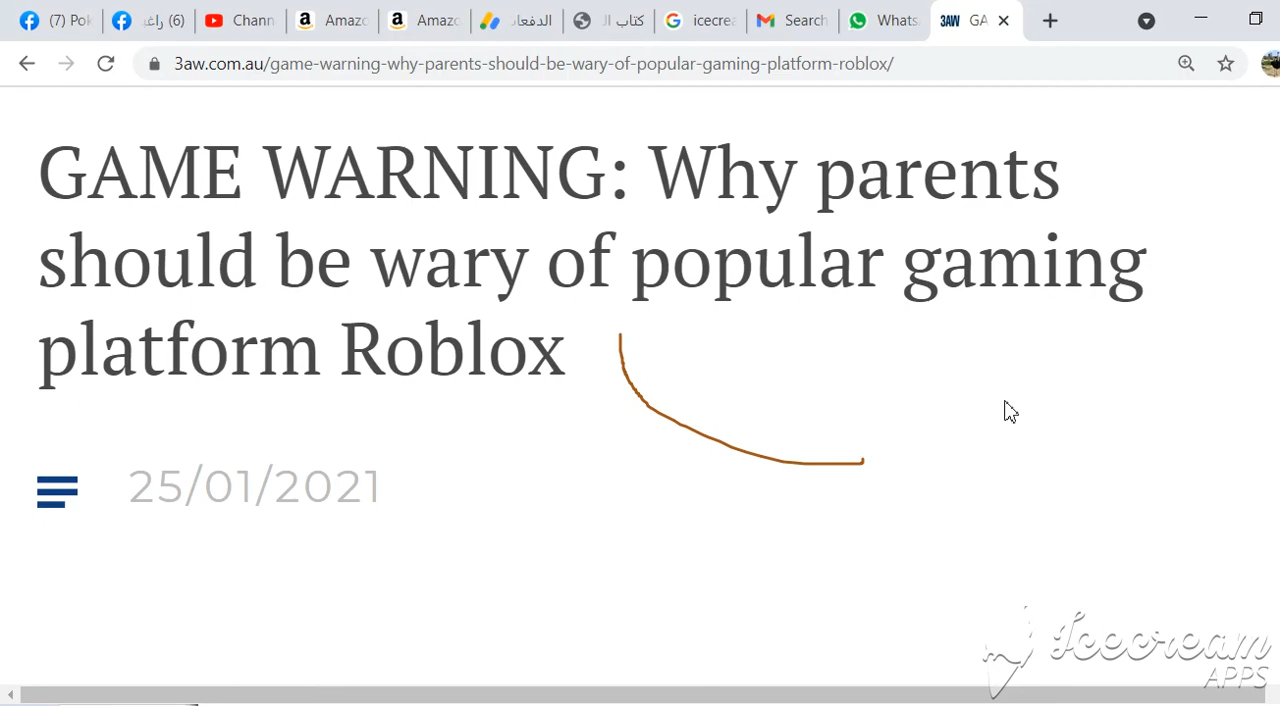 (7) Pok
(6) راغد
Chann
Amazo
Amazo
الدفعات
كتاب ال
icecrea
Search
Whats
3AW GA
3aw.com.au/game-warning-why-parents-should-be-wary-of-popular-gaming-platform-roblox/
GAME WARNING: Why parents
should be wary of popular gaming
platform Roblox
25/01/2021
Icecream
APPS